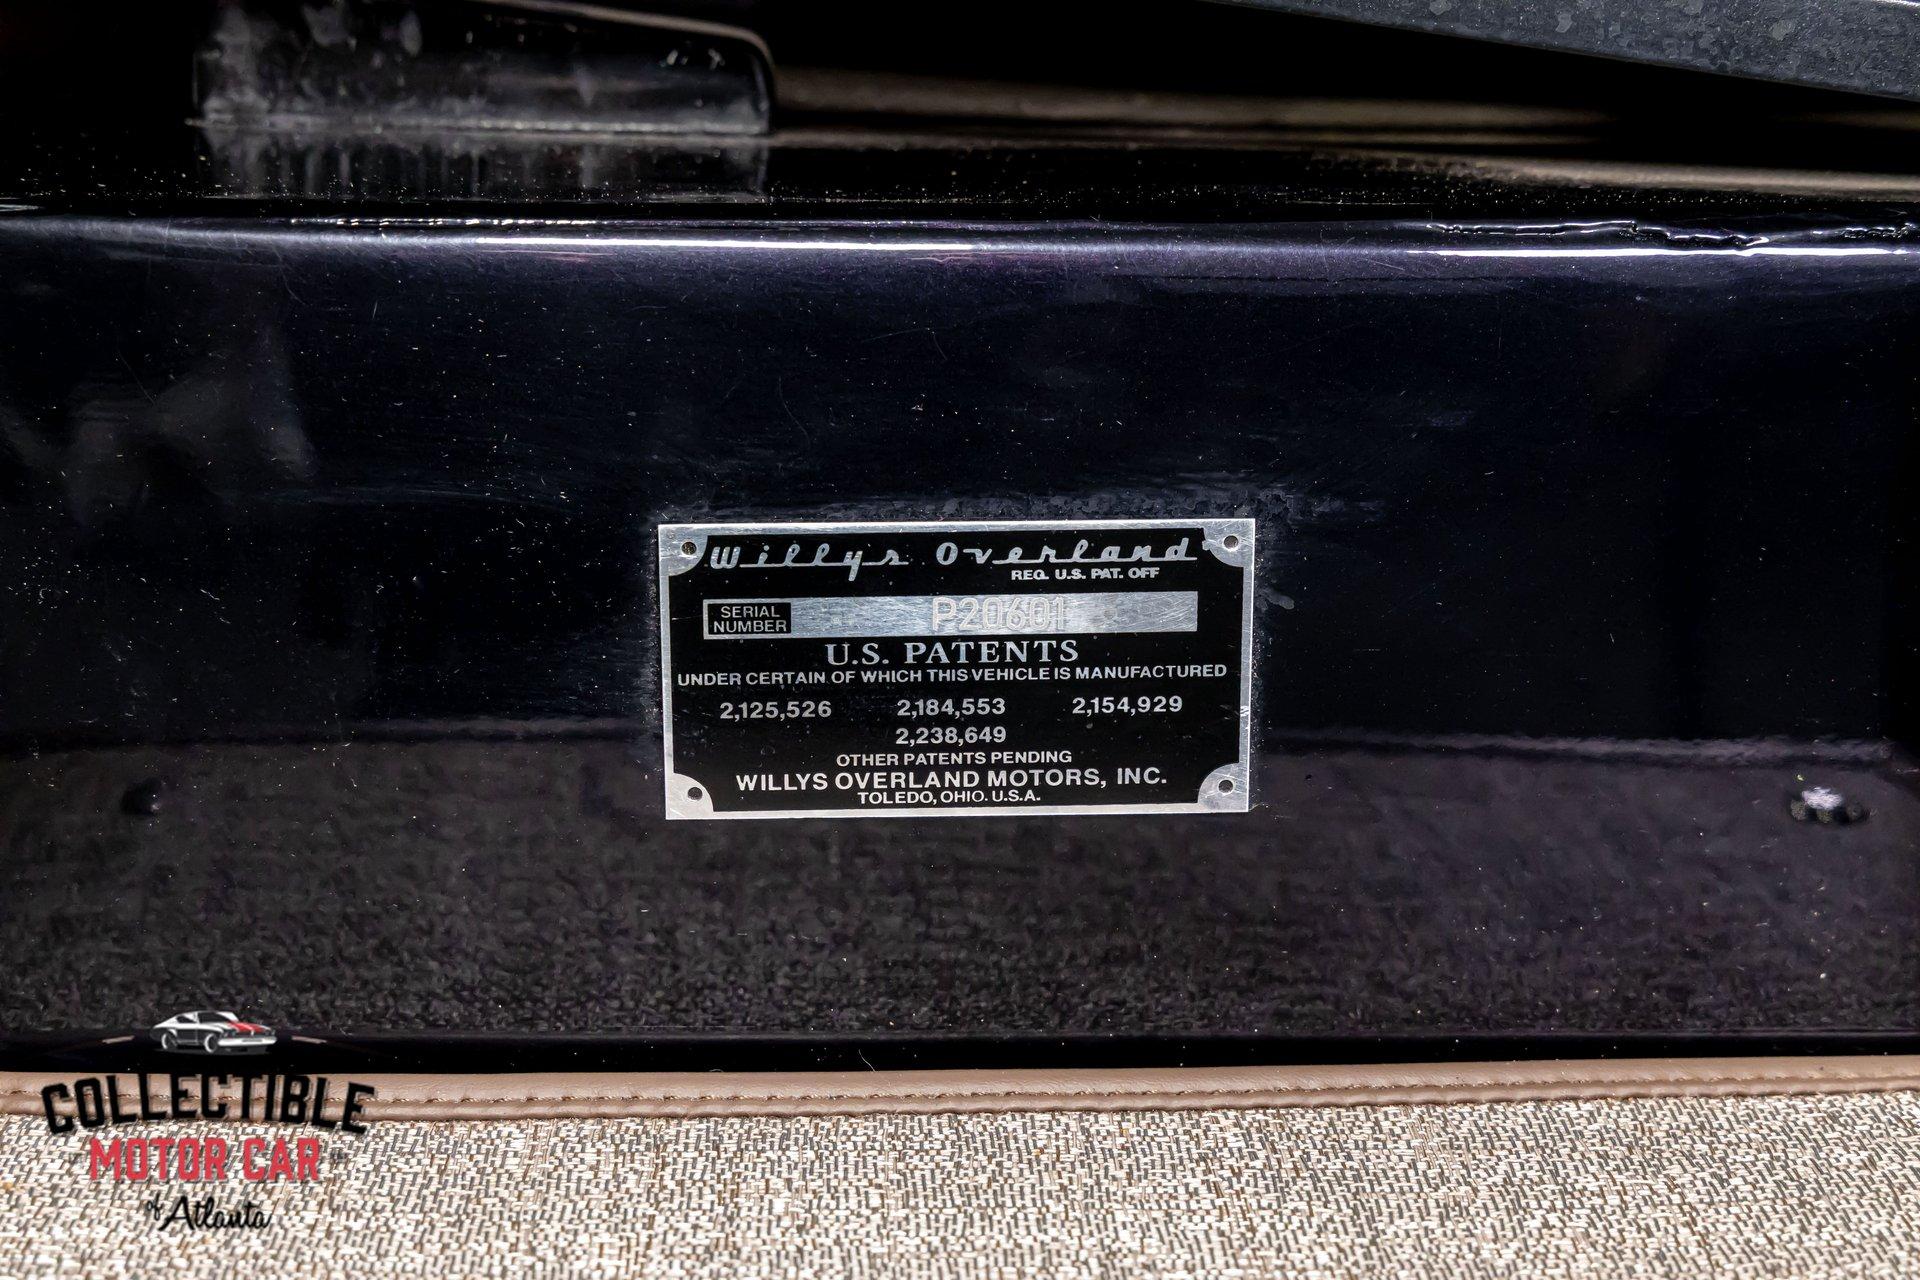 Willys Overland
REG. U.S. PAT. OFF
SERIAL NUMBER P20601
U.S. PATENTS
UNDER CERTAIN OF WHICH THIS VEHICLE IS MANUFACTURED
2,125,526 2,184,553 2,154,929
2,238,649
OTHER PATENTS PENDING
WILLYS OVERLAND MOTORS, INC.
TOLEDO, OHIO. U.S.A.
COLLECTIBLE
MOTOR CAR
of Atlanta